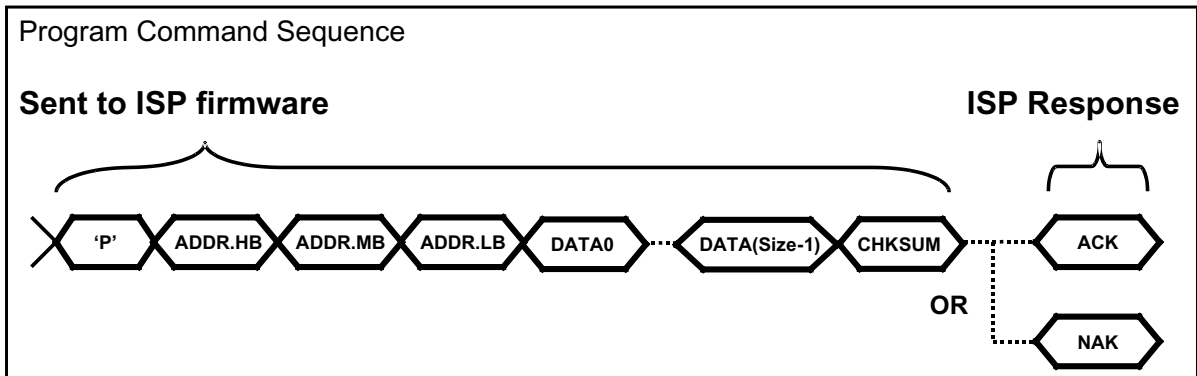 Program Command Sequence
Sent to ISP firmware
ISP Response
‘P’ ADDR.HB ADDR.MB ADDR.LB DATA0 DATA(Size-1) CHKSUM ACK
OR
NAK